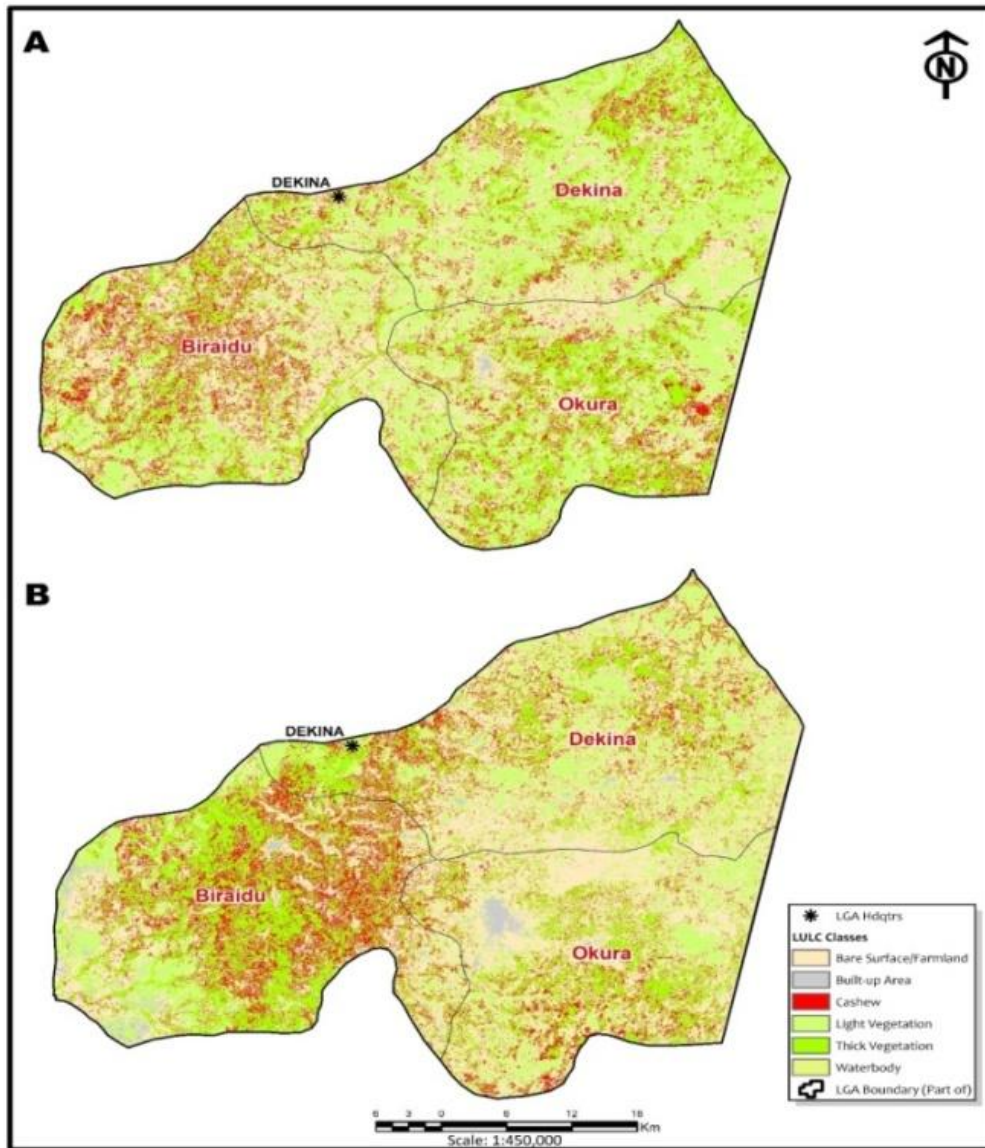 A
N
DEKINA
Dekina
Biraidu
Okura
B
DEKINA
Dekina
Biraidu
Okura
LGA Hdqtrs
LULC Classes
Bare Surface/Farmland
Built-up Area
Cashew
Light Vegetation
Thick Vegetation
Waterbody
LGA Boundary (Part of)
6 3 0 6 12 18
Km
Scale: 1:450,000